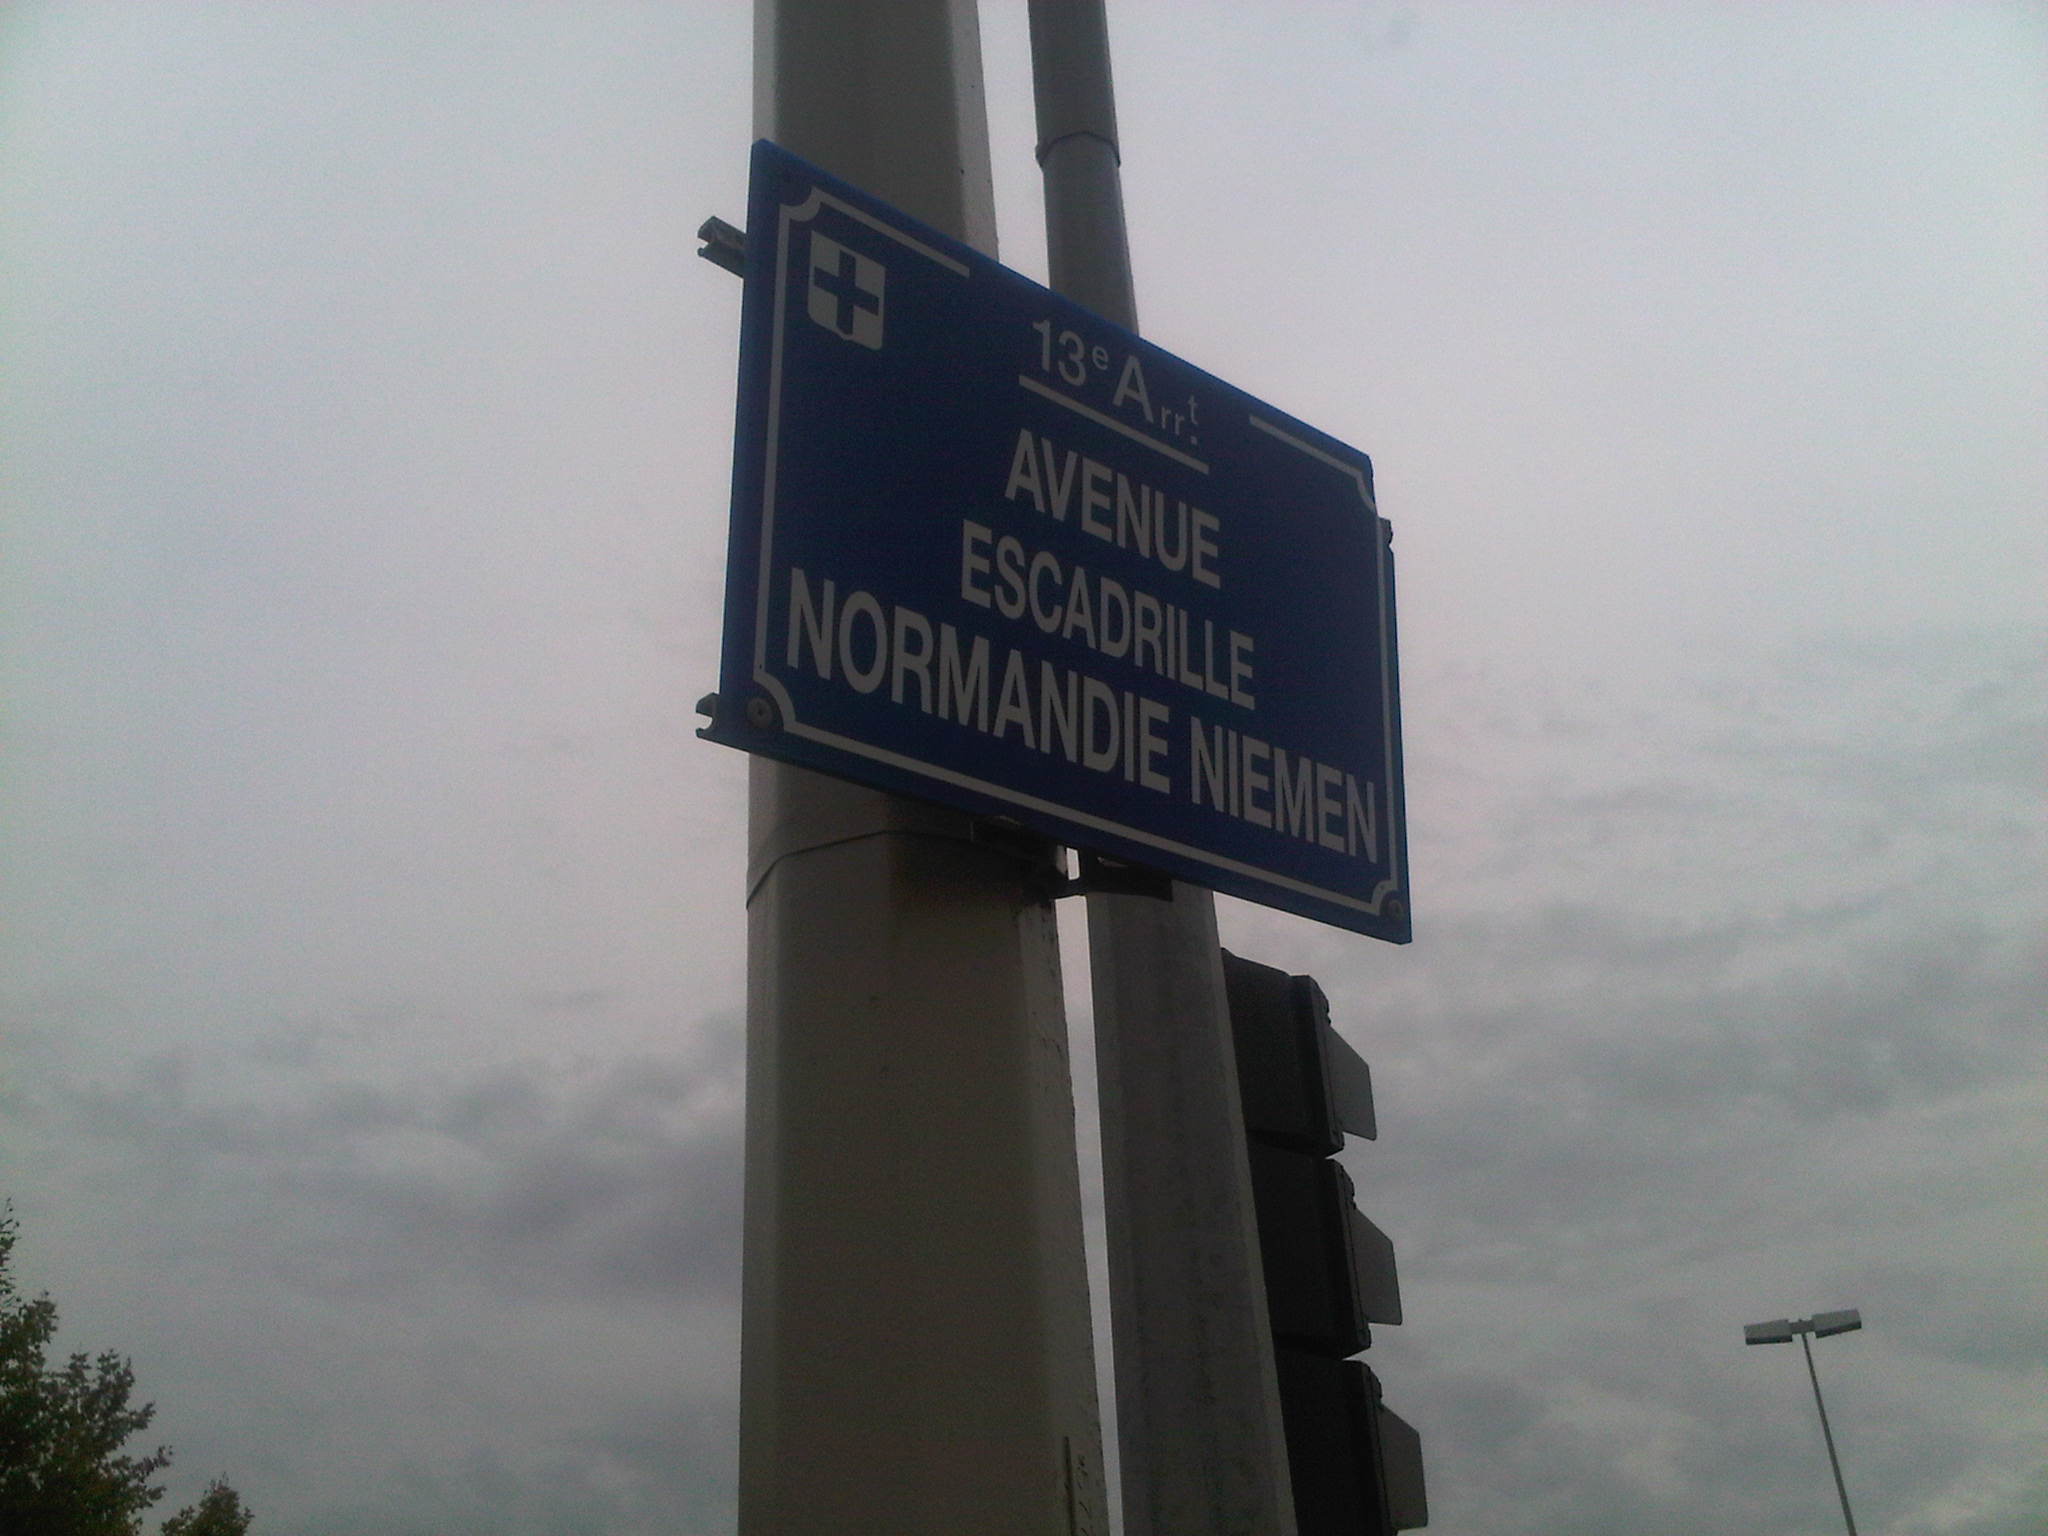 13e Arrt.
AVENUE
ESCADRILLE
NORMANDIE NIEMEN